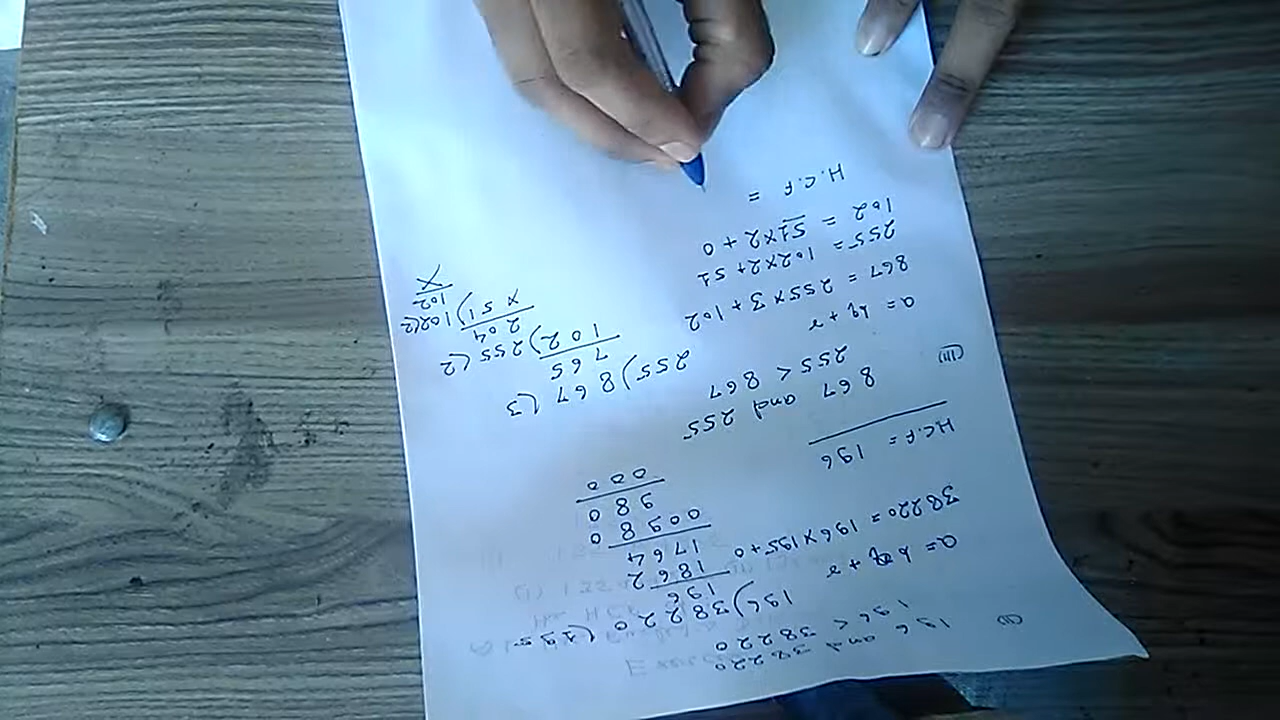 (ii) 196 and 38220
196 < 38220
a = bq + r
38220 = 196 × 195 + 0
196 ) 38220 ( 195
196
1862
1764
00980
980
000
H.C.F = 196
(iii) 867 and 255
255 < 867
a = bq + r
867 = 255 × 3 + 102
255 = 102 × 2 + 51
102 = 51 × 2 + 0
H.C.F =
255 ) 867 ( 3
765
102 ) 255 ( 2
204
× 51 ) 102 ( 2
102
×